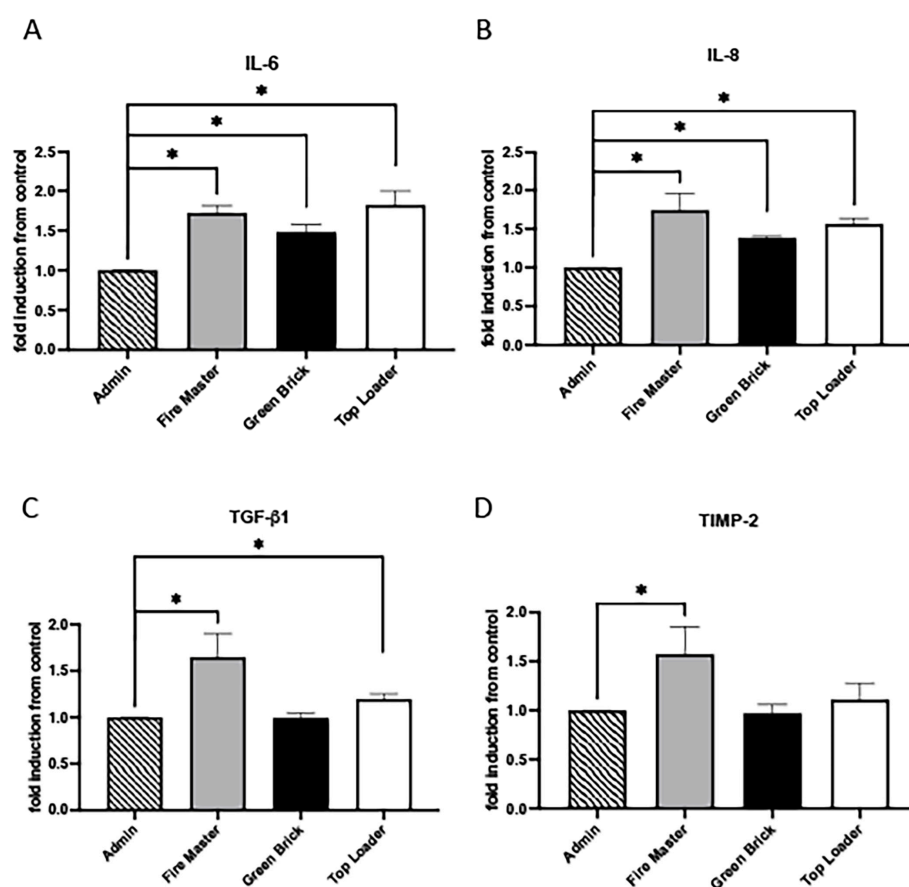 A
IL-6
*
*
*
fold induction from control
2.5
2.0
1.5
1.0
0.5
0.0
Admin
Fire Master
Green Brick
Top Loader
B
IL-8
*
*
*
fold induction from control
2.5
2.0
1.5
1.0
0.5
0.0
Admin
Fire Master
Green Brick
Top Loader
C
TGF-β1
*
*
fold induction from control
2.0
1.5
1.0
0.5
0.0
Admin
Fire Master
Green Brick
Top Loader
D
TIMP-2
*
fold induction from control
2.0
1.5
1.0
0.5
0.0
Admin
Fire Master
Green Brick
Top Loader